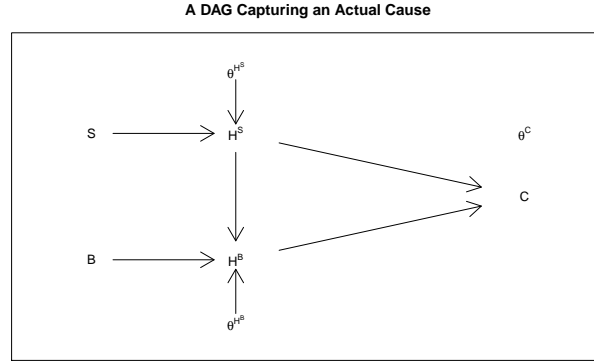 A DAG Capturing an Actual Cause
θ^{H^S}
S H^S θ^C
C
B H^B
θ^{H^B}